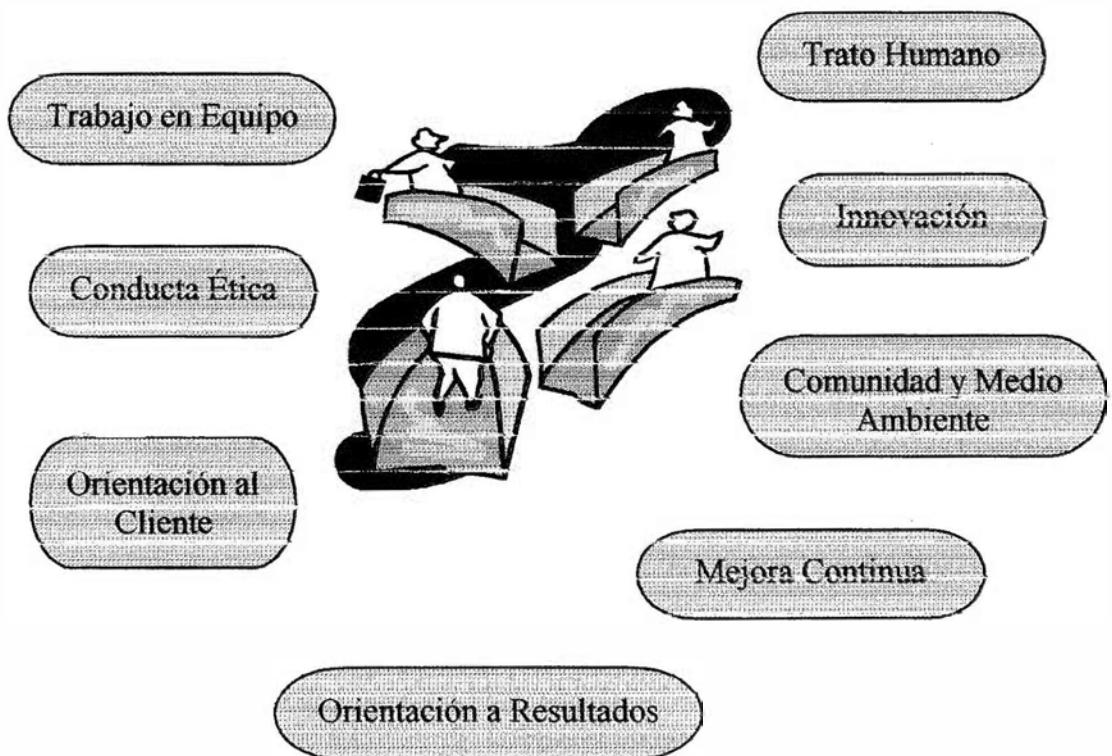 Trato Humano
Trabajo en Equipo
Innovación
Conducta Ética
Comunidad y Medio
Ambiente
Orientación al
Cliente
Mejora Continua
Orientación a Resultados